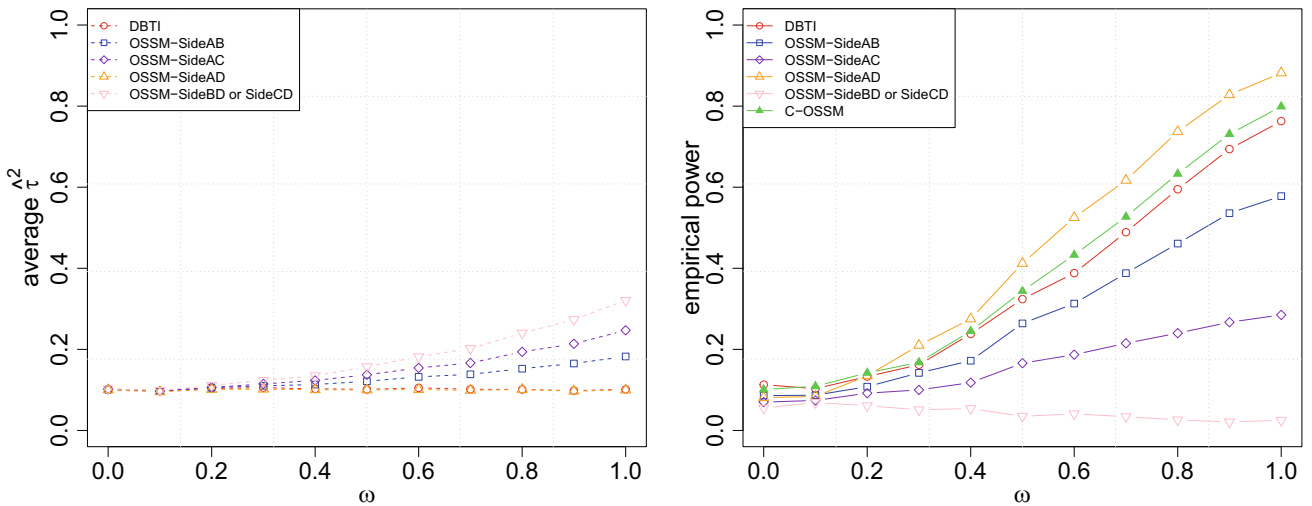 DBTI
OSSM-SideAB
OSSM-SideAC
OSSM-SideAD
OSSM-SideBD or SideCD
average τ̂²
0.0
0.2
0.4
0.6
0.8
1.0
0.0
0.2
0.4
0.6
0.8
1.0
ω
DBTI
OSSM-SideAB
OSSM-SideAC
OSSM-SideAD
OSSM-SideBD or SideCD
C-OSSM
empirical power
0.0
0.2
0.4
0.6
0.8
1.0
0.0
0.2
0.4
0.6
0.8
1.0
ω